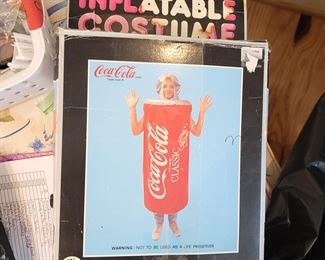 INFLATABLE
COSTUME
Coca-Cola
Coca-Cola
CLASSIC
WARNING: NOT TO BE USED AS A LIFE PRESERVER